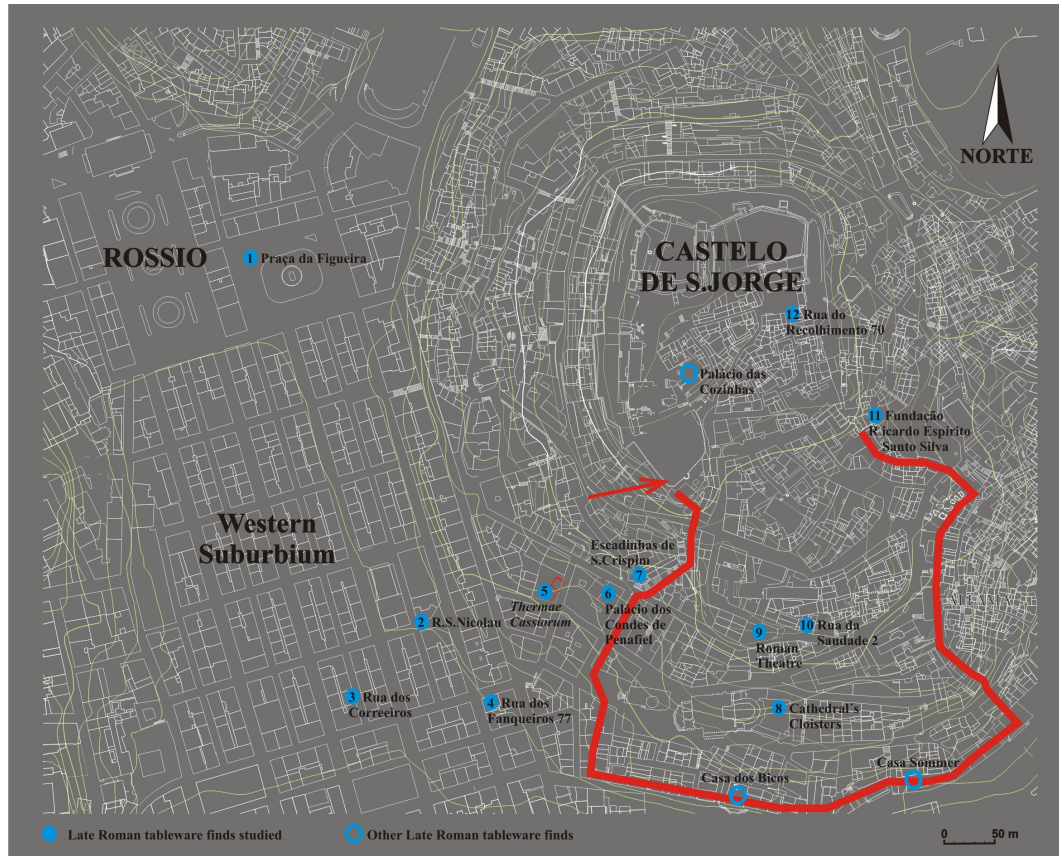 NORTE
ROSSIO
1 Praça da Figueira
CASTELO
DE S.JORGE
12 Rua do
Recolhimento 70
Palácio das
Cozinhas
11 Fundação
R icardo Espírito
Santo Silva
Western
Suburbium
Escadinhas de
S.Crispim
7
5
Thermae
Cassiorum
6
Palácio dos
Condes de
Penafiel
2 R.S.Nicolau
9
Roman
Theatre
10 Rua da
Saudade 2
3 Rua dos
Correeiros
4 Rua dos
Fanqueiros 77
8 Cathedral's
Cloisters
Casa dos Bicos
Casa Sommer
Late Roman tableware finds studied
Other Late Roman tableware finds
0 50 m